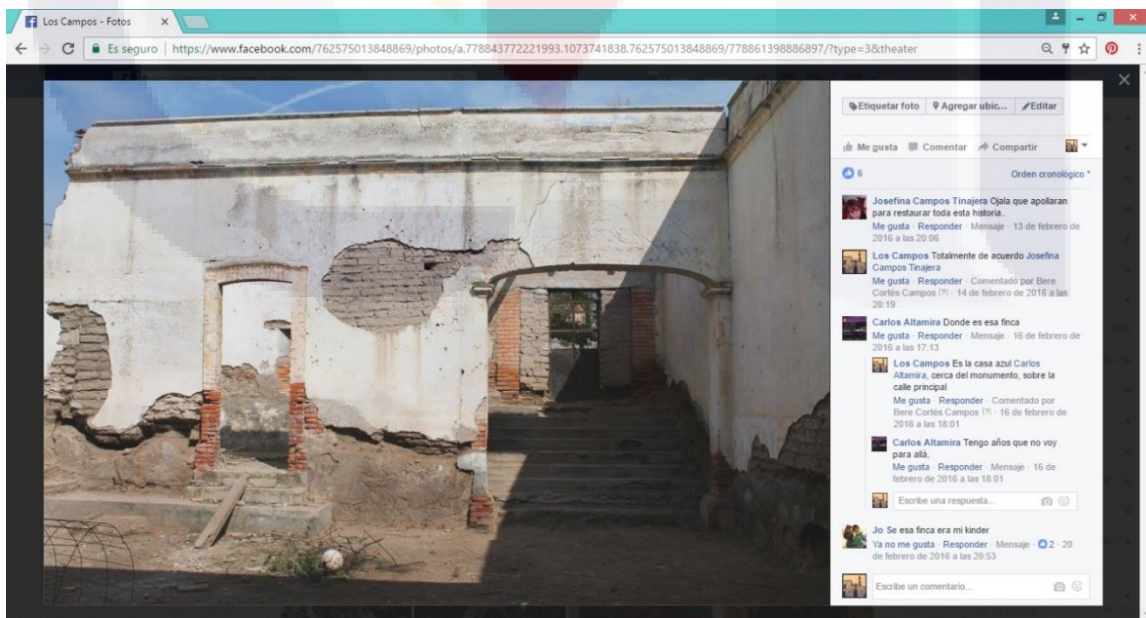 Los Campos - Fotos
Es seguro | https://www.facebook.com/762575013848869/photos/a.778843772221993.1073741838.762575013848869/778861398886897/?type=3&theater
Etiquetar foto Agregar ubic... Editar
Me gusta Comentar Compartir
6 Orden cronológico
Josefina Campos Tinajera Ojala que apollaran
para restaurar toda esta historia..
Me gusta · Responder · Mensaje · 13 de febrero de
2016 a las 20:06
Los Campos Totalmente de acuerdo Josefina
Campos Tinajera
Me gusta · Responder · Comentado por Bere
Cortés Campos [?] · 14 de febrero de 2016 a las
20:19
Carlos Altamira Donde es esa finca
Me gusta · Responder · Mensaje · 16 de febrero de
2016 a las 17:13
Los Campos Es la casa azul Carlos
Altamira, cerca del monumento, sobre la
calle principal
Me gusta · Responder · Comentado por
Bere Cortés Campos [?] · 16 de febrero de
2016 a las 18:01
Carlos Altamira Tengo años que no voy
para allá,
Me gusta · Responder · Mensaje · 16 de
febrero de 2016 a las 18:01
Escribe una respuesta...
Jo Se esa finca era mi kinder
Ya no me gusta · Responder · Mensaje · 2 · 20
de febrero de 2016 a las 20:53
Escribe un comentario...